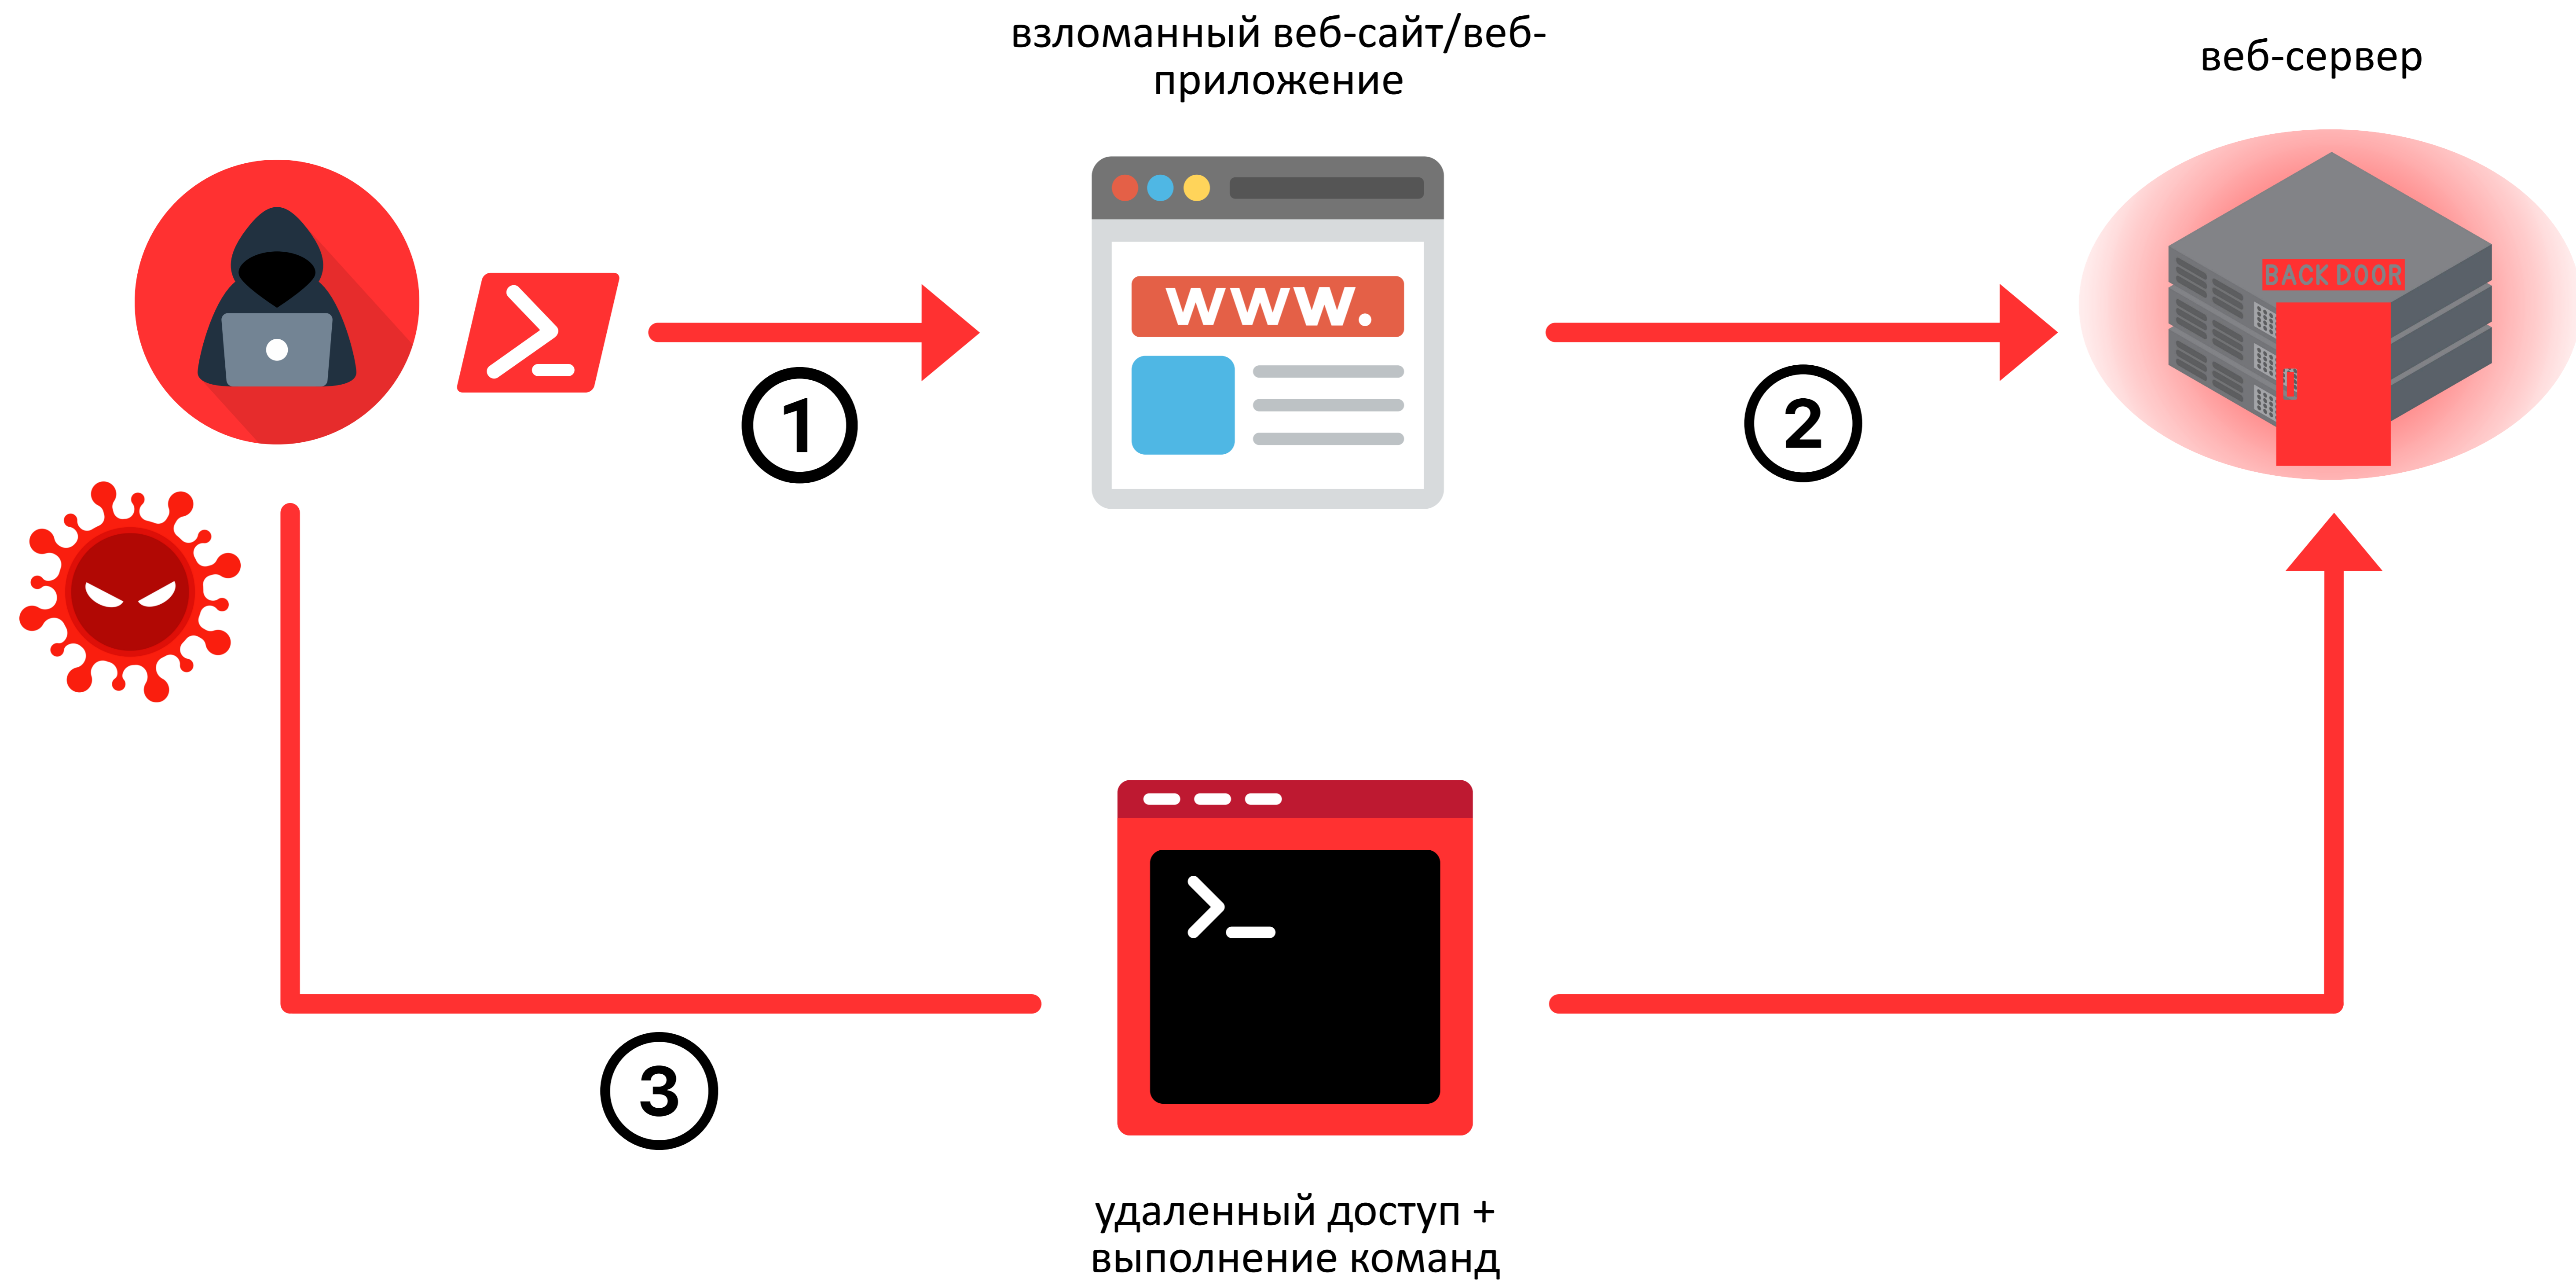 взломанный веб-сайт/веб-
приложение
веб-сервер
www.
BACK DOOR
1
2
3
удаленный доступ +
выполнение команд